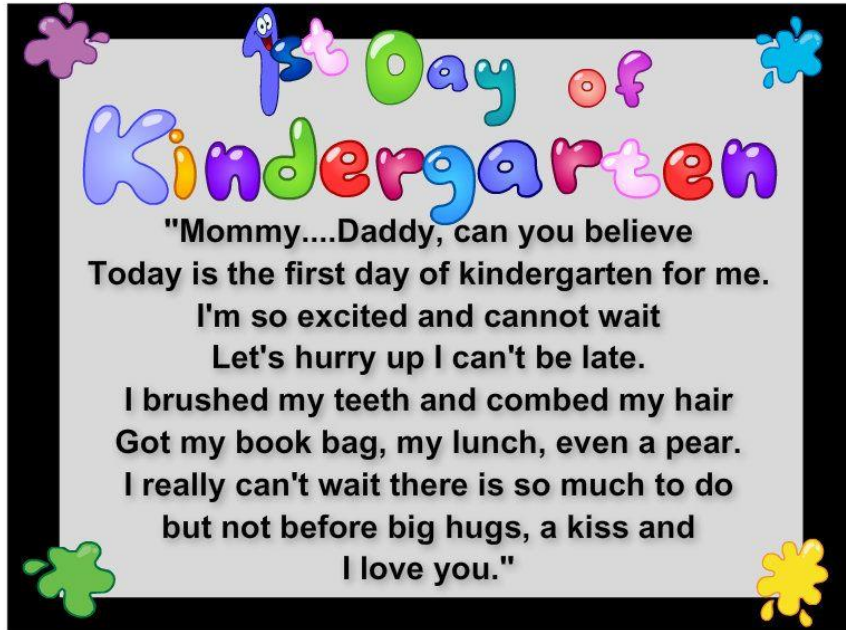 1st Day of
Kindergarten
"Mommy....Daddy, can you believe
Today is the first day of kindergarten for me.
I'm so excited and cannot wait
Let's hurry up I can't be late.
I brushed my teeth and combed my hair
Got my book bag, my lunch, even a pear.
I really can't wait there is so much to do
but not before big hugs, a kiss and
I love you."